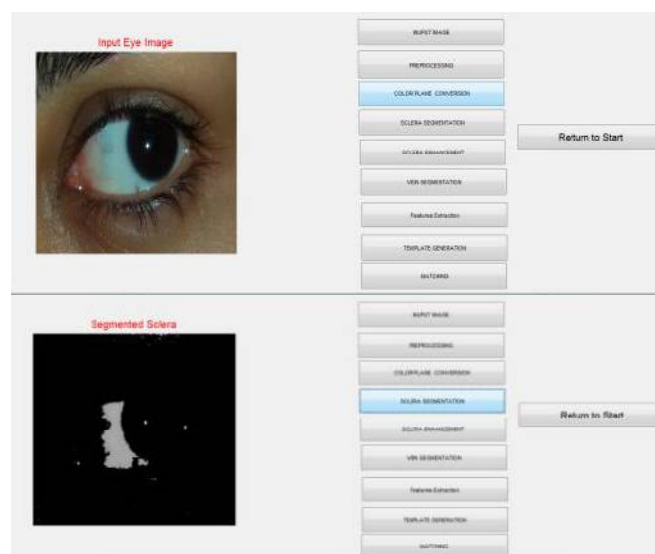 Input Eye Image
INUPUT IMAGE
PREPROCESSING
COLOR PLANE CONVERSION
SCLERA SEGMENTATION
SCLERA ENHANCEMENT
VEIN SEGMENTATION
Features Extraction
TEMPLATE GENERATION
MATCHING
Return to Start
Segmented Sclera
INUPUT IMAGE
PREPROCESSING
COLOR PLANE CONVERSION
SCLERA SEGMENTATION
SCLERA ENHANCEMENT
VEIN SEGMENTATION
Features Extraction
TEMPLATE GENERATION
MATCHING
Return to Start